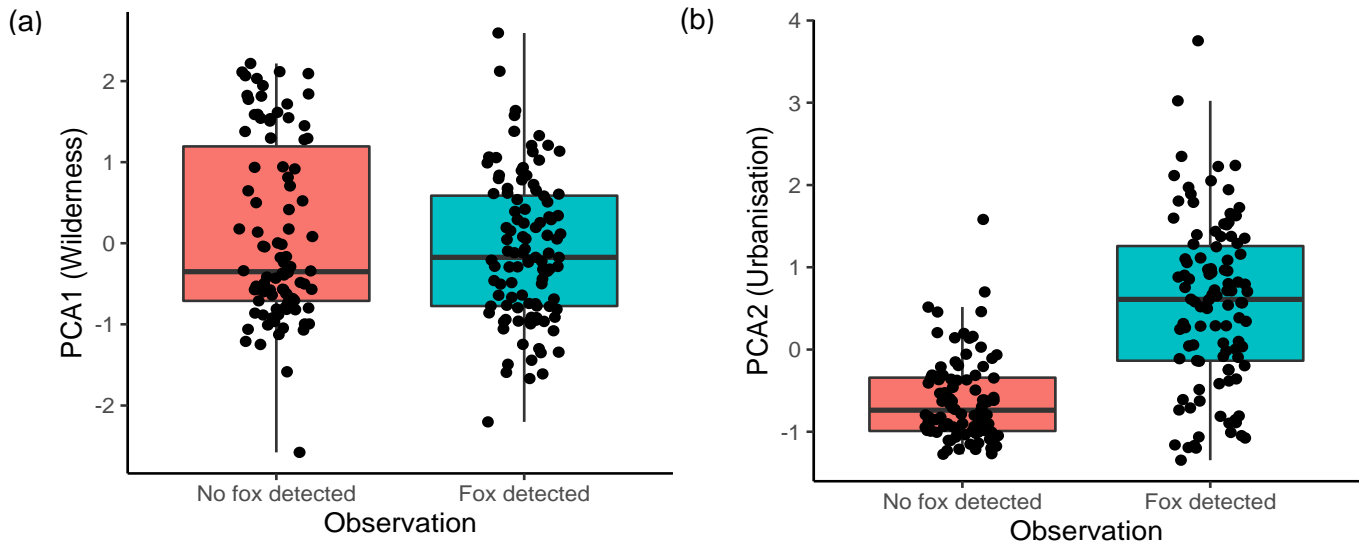 (a)
PCA1 (Wilderness)
2
1
0
-1
-2
No fox detected
Fox detected
Observation
(b)
PCA2 (Urbanisation)
4
3
2
1
0
-1
No fox detected
Fox detected
Observation